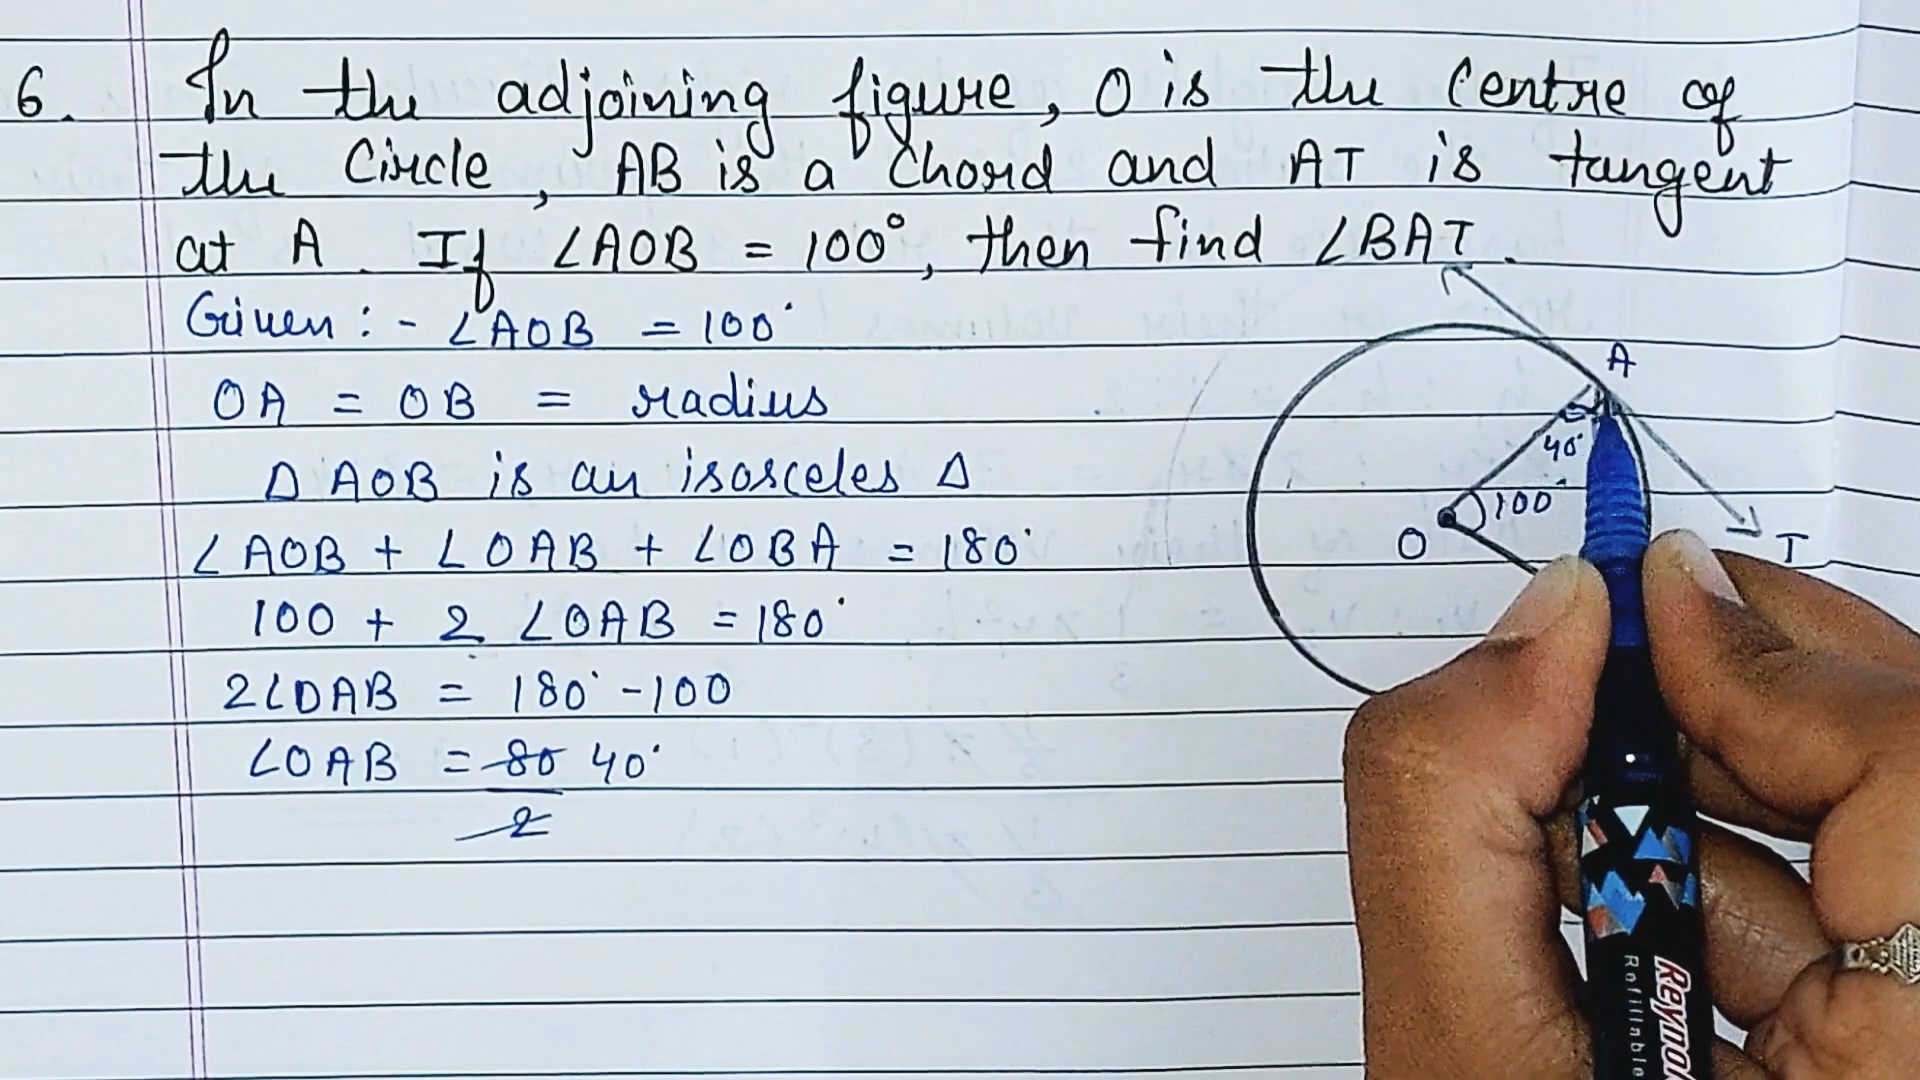 6. In the adjoining figure, O is the Centre of
the Circle, AB is a Chord and AT is tangent
at A. If ∠AOB = 100°, then find ∠BAT.
Given :- ∠AOB = 100°
OA = OB = radius
Δ AOB is an isosceles Δ
∠AOB + ∠OAB + ∠OBA = 180°
100 + 2 ∠OAB = 180°
2∠OAB = 180° - 100
∠OAB = 80 40°
2
A
40°
100°
O
T
Reynol
Refillable